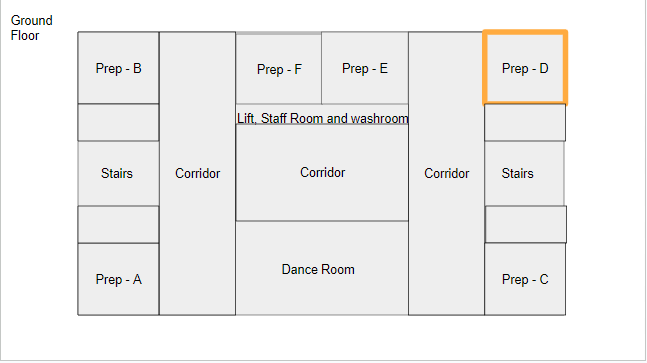 Ground
Floor
Prep - B
Prep - F
Prep - E
Prep - D
Lift, Staff Room and washroom
Stairs
Corridor
Corridor
Corridor
Stairs
Dance Room
Prep - A
Prep - C